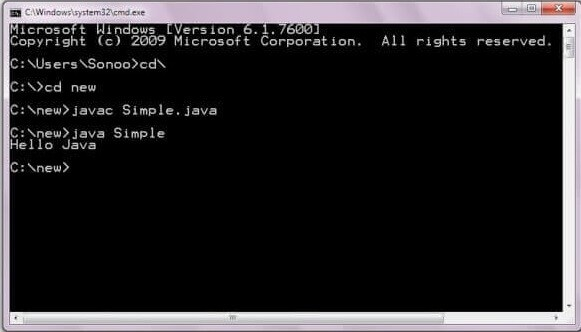 C:\Windows\system32\cmd.exe
Microsoft Windows [Version 6.1.7600]
Copyright (c) 2009 Microsoft Corporation.  All rights reserved.
C:\Users\Sonoo>cd\
C:\>cd new
C:\new>javac Simple.java
C:\new>java Simple
Hello Java
C:\new>